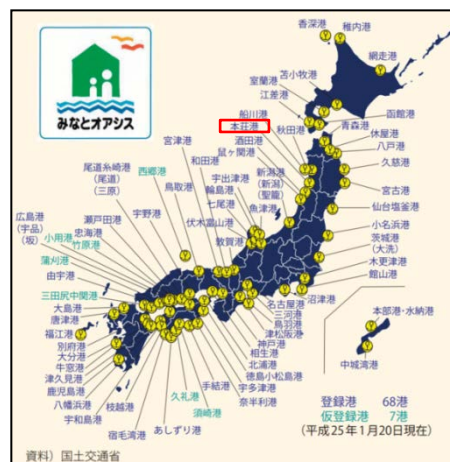 みなとオアシス
香深港
稚内港
網走港
苫小牧港
室蘭港
江差港
函館港
船川港
青森港
本荘港
秋田港
休屋港
宮津港
酒田港
八戸港
和田港
鼠ヶ関港
久慈港
西郷港
宇出津港
新潟港
(新潟)
(聖籠)
尾道糸崎港
(尾道)
(三原)
鳥取港
輪島港
宮古港
七尾港
魚津港
仙台塩釜港
広島港
(宇品)
(坂)
瀬戸田港
宇野港
伏木富山港
小名浜港
忠海港
敦賀港
茨城港
(大洗)
小用港
竹原港
木更津港
蒲刈港
館山港
由宇港
三田尻中関港
名古屋港
沼津港
大島港
三河港
本部港・水納港
唐津港
鳥羽港
福江港
津松阪港
別府港
神戸港
大分港
相生港
中城湾港
牛窓港
北浦港
津久見港
徳島小松島港
鹿児島港
手結港
宇多津港
八幡浜港
枝越港
久礼港
奈半利港
宇和島港
須崎港
宿毛湾港
あしずり港
登録港 68港
仮登録港 7港
(平成25年1月20日現在)
資料）国土交通省